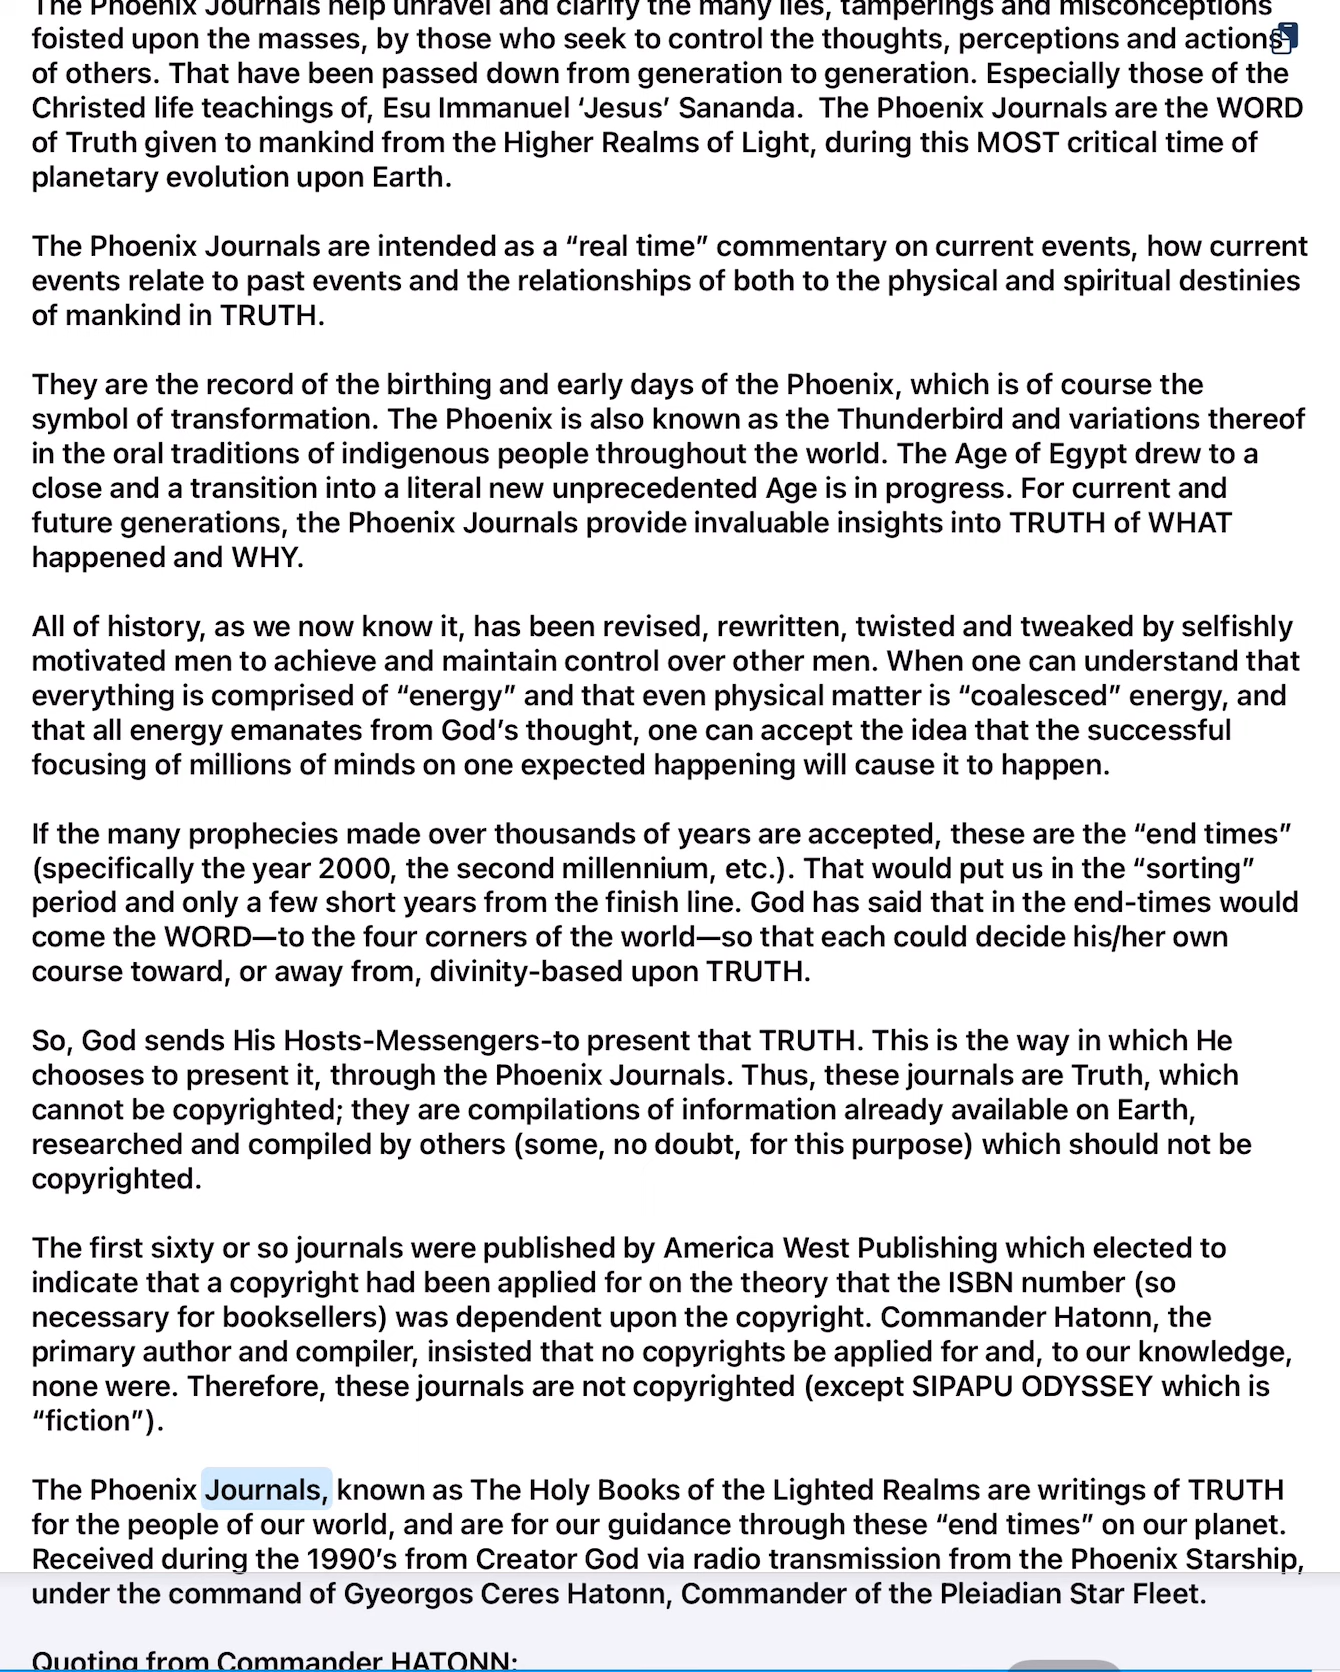 The Phoenix Journals help unravel and clarify the many lies, tamperings and misconceptions
foisted upon the masses, by those who seek to control the thoughts, perceptions and actions
of others. That have been passed down from generation to generation. Especially those of the
Christed life teachings of, Esu Immanuel ‘Jesus’ Sananda.  The Phoenix Journals are the WORD
of Truth given to mankind from the Higher Realms of Light, during this MOST critical time of
planetary evolution upon Earth.

The Phoenix Journals are intended as a “real time” commentary on current events, how current
events relate to past events and the relationships of both to the physical and spiritual destinies
of mankind in TRUTH.

They are the record of the birthing and early days of the Phoenix, which is of course the
symbol of transformation. The Phoenix is also known as the Thunderbird and variations thereof
in the oral traditions of indigenous people throughout the world. The Age of Egypt drew to a
close and a transition into a literal new unprecedented Age is in progress. For current and
future generations, the Phoenix Journals provide invaluable insights into TRUTH of WHAT
happened and WHY.

All of history, as we now know it, has been revised, rewritten, twisted and tweaked by selfishly
motivated men to achieve and maintain control over other men. When one can understand that
everything is comprised of “energy” and that even physical matter is “coalesced” energy, and
that all energy emanates from God’s thought, one can accept the idea that the successful
focusing of millions of minds on one expected happening will cause it to happen.

If the many prophecies made over thousands of years are accepted, these are the “end times”
(specifically the year 2000, the second millennium, etc.). That would put us in the “sorting”
period and only a few short years from the finish line. God has said that in the end-times would
come the WORD—to the four corners of the world—so that each could decide his/her own
course toward, or away from, divinity-based upon TRUTH.

So, God sends His Hosts-Messengers-to present that TRUTH. This is the way in which He
chooses to present it, through the Phoenix Journals. Thus, these journals are Truth, which
cannot be copyrighted; they are compilations of information already available on Earth,
researched and compiled by others (some, no doubt, for this purpose) which should not be
copyrighted.

The first sixty or so journals were published by America West Publishing which elected to
indicate that a copyright had been applied for on the theory that the ISBN number (so
necessary for booksellers) was dependent upon the copyright. Commander Hatonn, the
primary author and compiler, insisted that no copyrights be applied for and, to our knowledge,
none were. Therefore, these journals are not copyrighted (except SIPAPU ODYSSEY which is
“fiction”).

The Phoenix Journals, known as The Holy Books of the Lighted Realms are writings of TRUTH
for the people of our world, and are for our guidance through these “end times” on our planet.
Received during the 1990’s from Creator God via radio transmission from the Phoenix Starship,
under the command of Gyeorgos Ceres Hatonn, Commander of the Pleiadian Star Fleet.

Quoting from Commander HATONN: